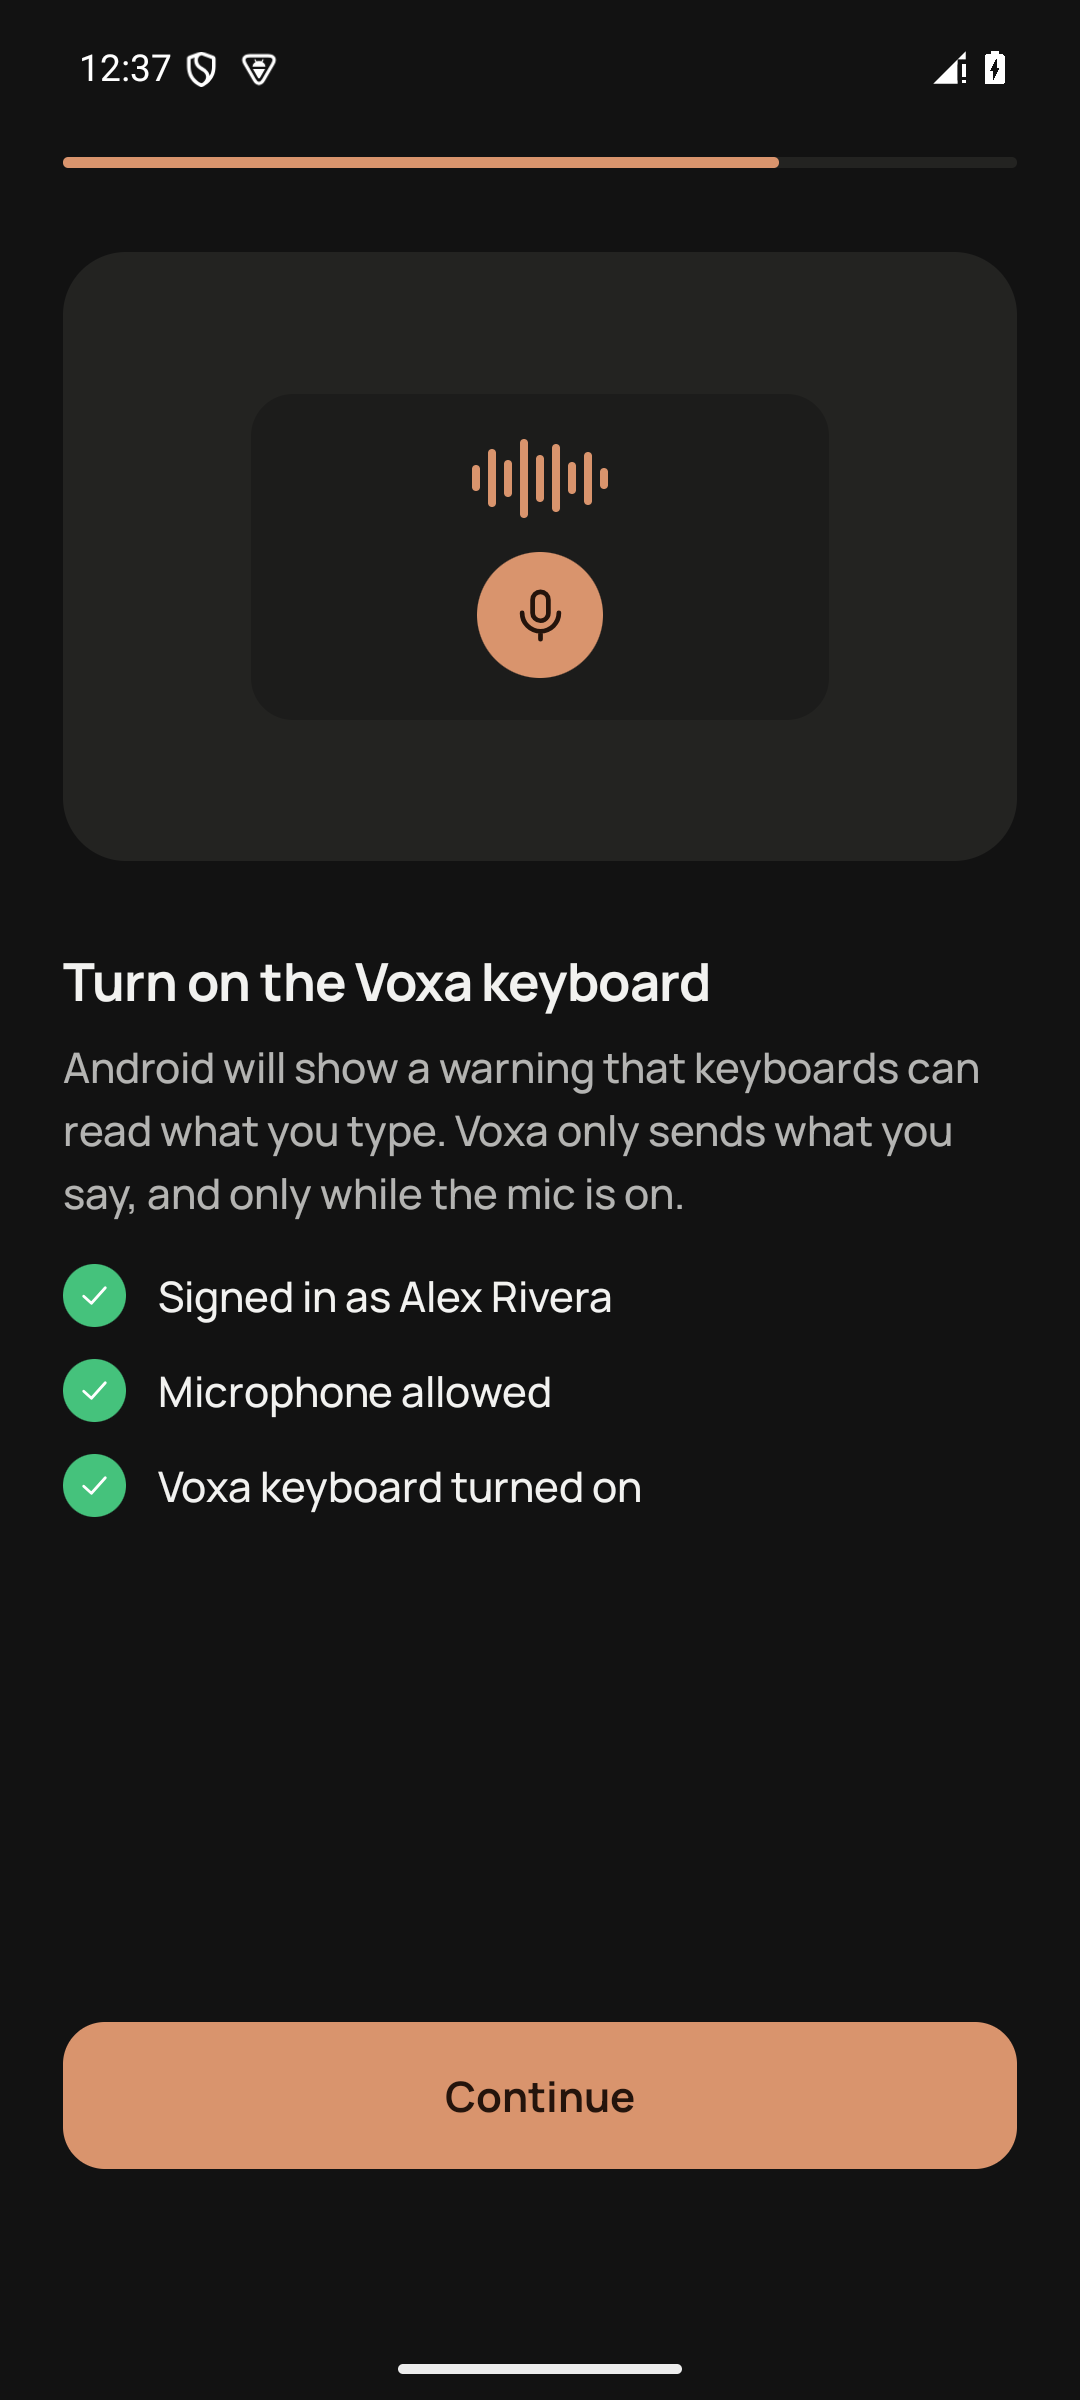 12:37
Turn on the Voxa keyboard
Android will show a warning that keyboards can
read what you type. Voxa only sends what you
say, and only while the mic is on.
Signed in as Alex Rivera
Microphone allowed
Voxa keyboard turned on
Continue